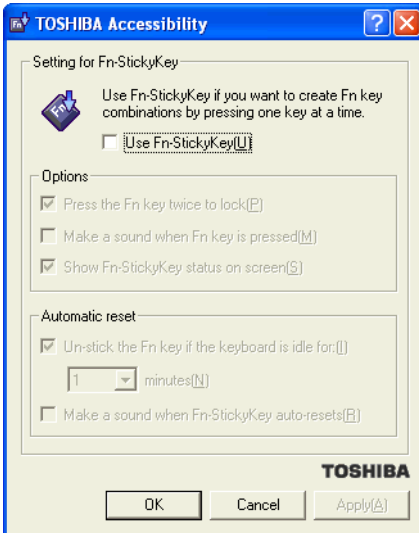 TOSHIBA Accessibility
Setting for Fn-StickyKey
Use Fn-StickyKey if you want to create Fn key
combinations by pressing one key at a time.
Use Fn-StickyKey(U)
Options
Press the Fn key twice to lock(P)
Make a sound when Fn key is pressed(M)
Show Fn-StickyKey status on screen(S)
Automatic reset
Un-stick the Fn key if the keyboard is idle for:(I)
1 minutes(N)
Make a sound when Fn-StickyKey auto-resets(R)
TOSHIBA
OK Cancel Apply(A)